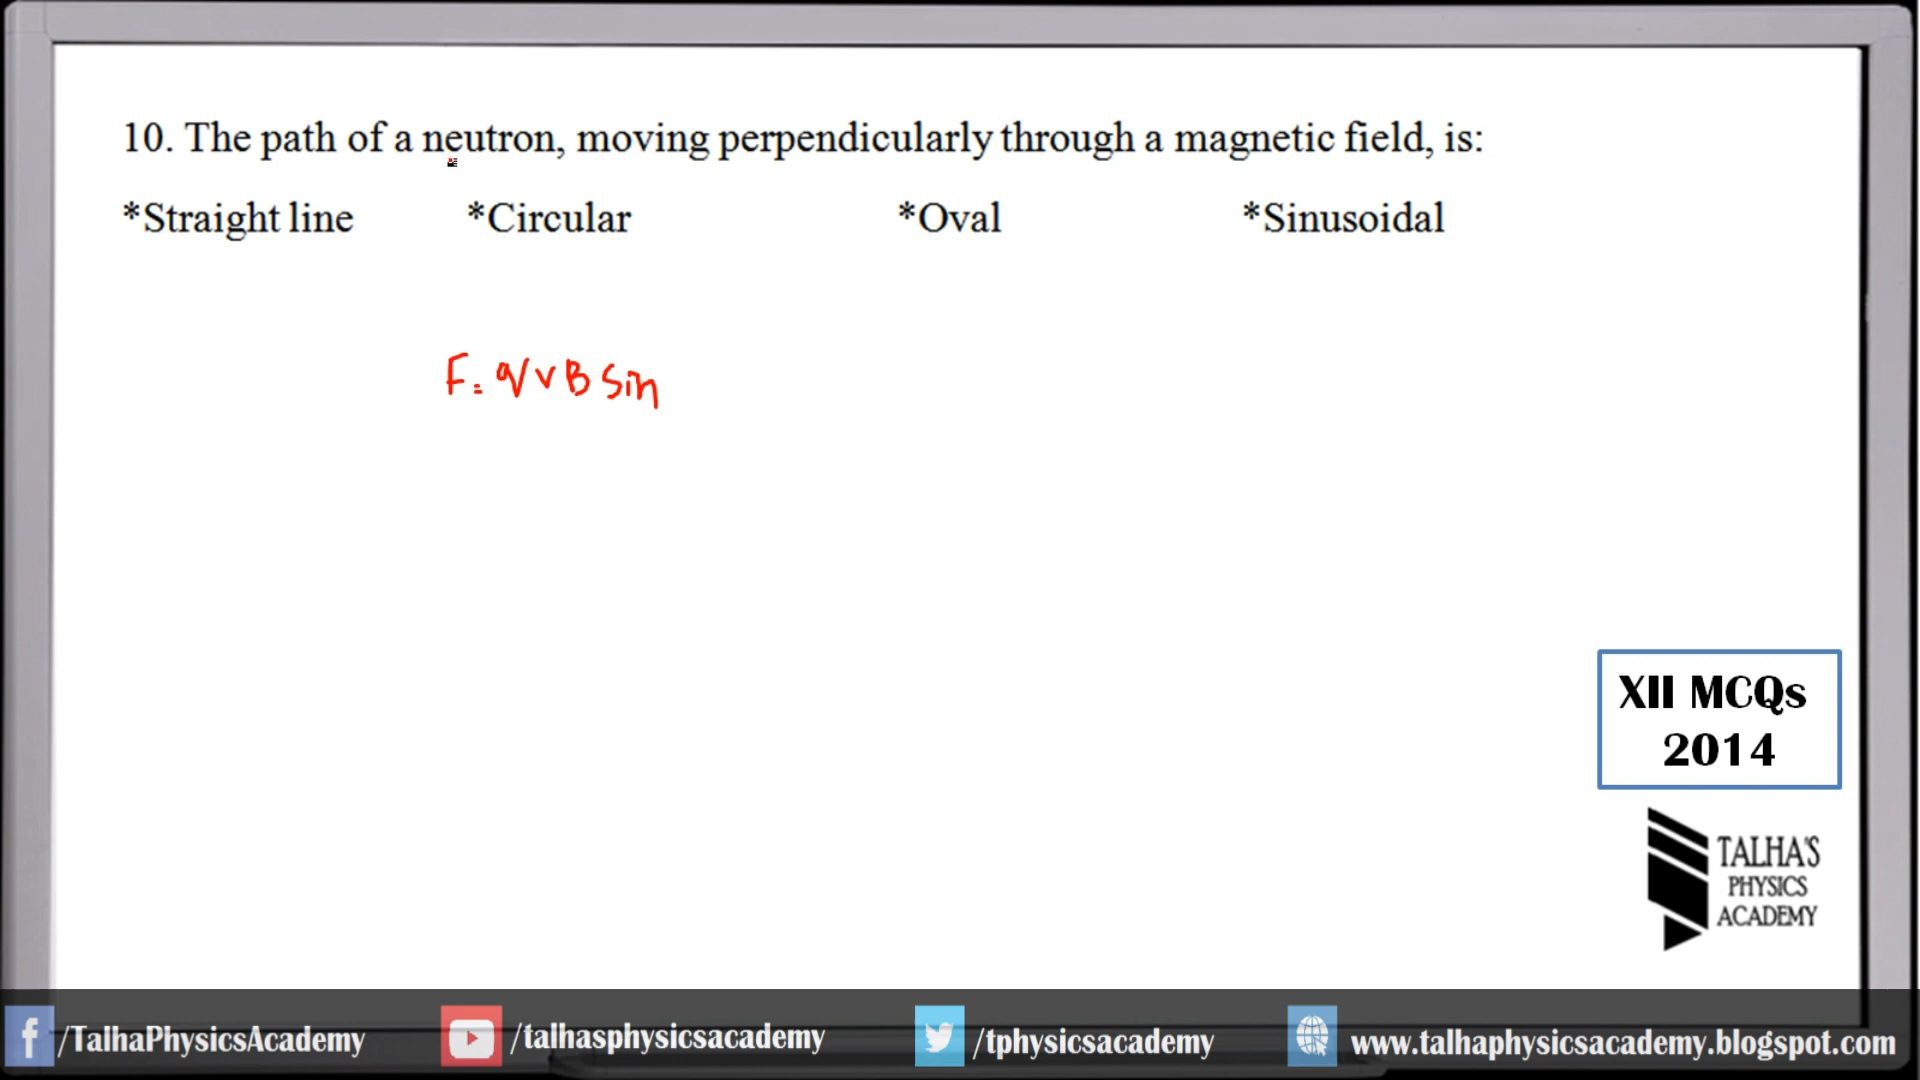 10. The path of a neutron, moving perpendicularly through a magnetic field, is:
*Straight line *Circular *Oval *Sinusoidal
F = qvB Sin
XII MCQs
2014
TALHA'S
PHYSICS
ACADEMY
/TalhaPhysicsAcademy /talhasphysicsacademy /tphysicsacademy www.talhaphysicsacademy.blogspot.com